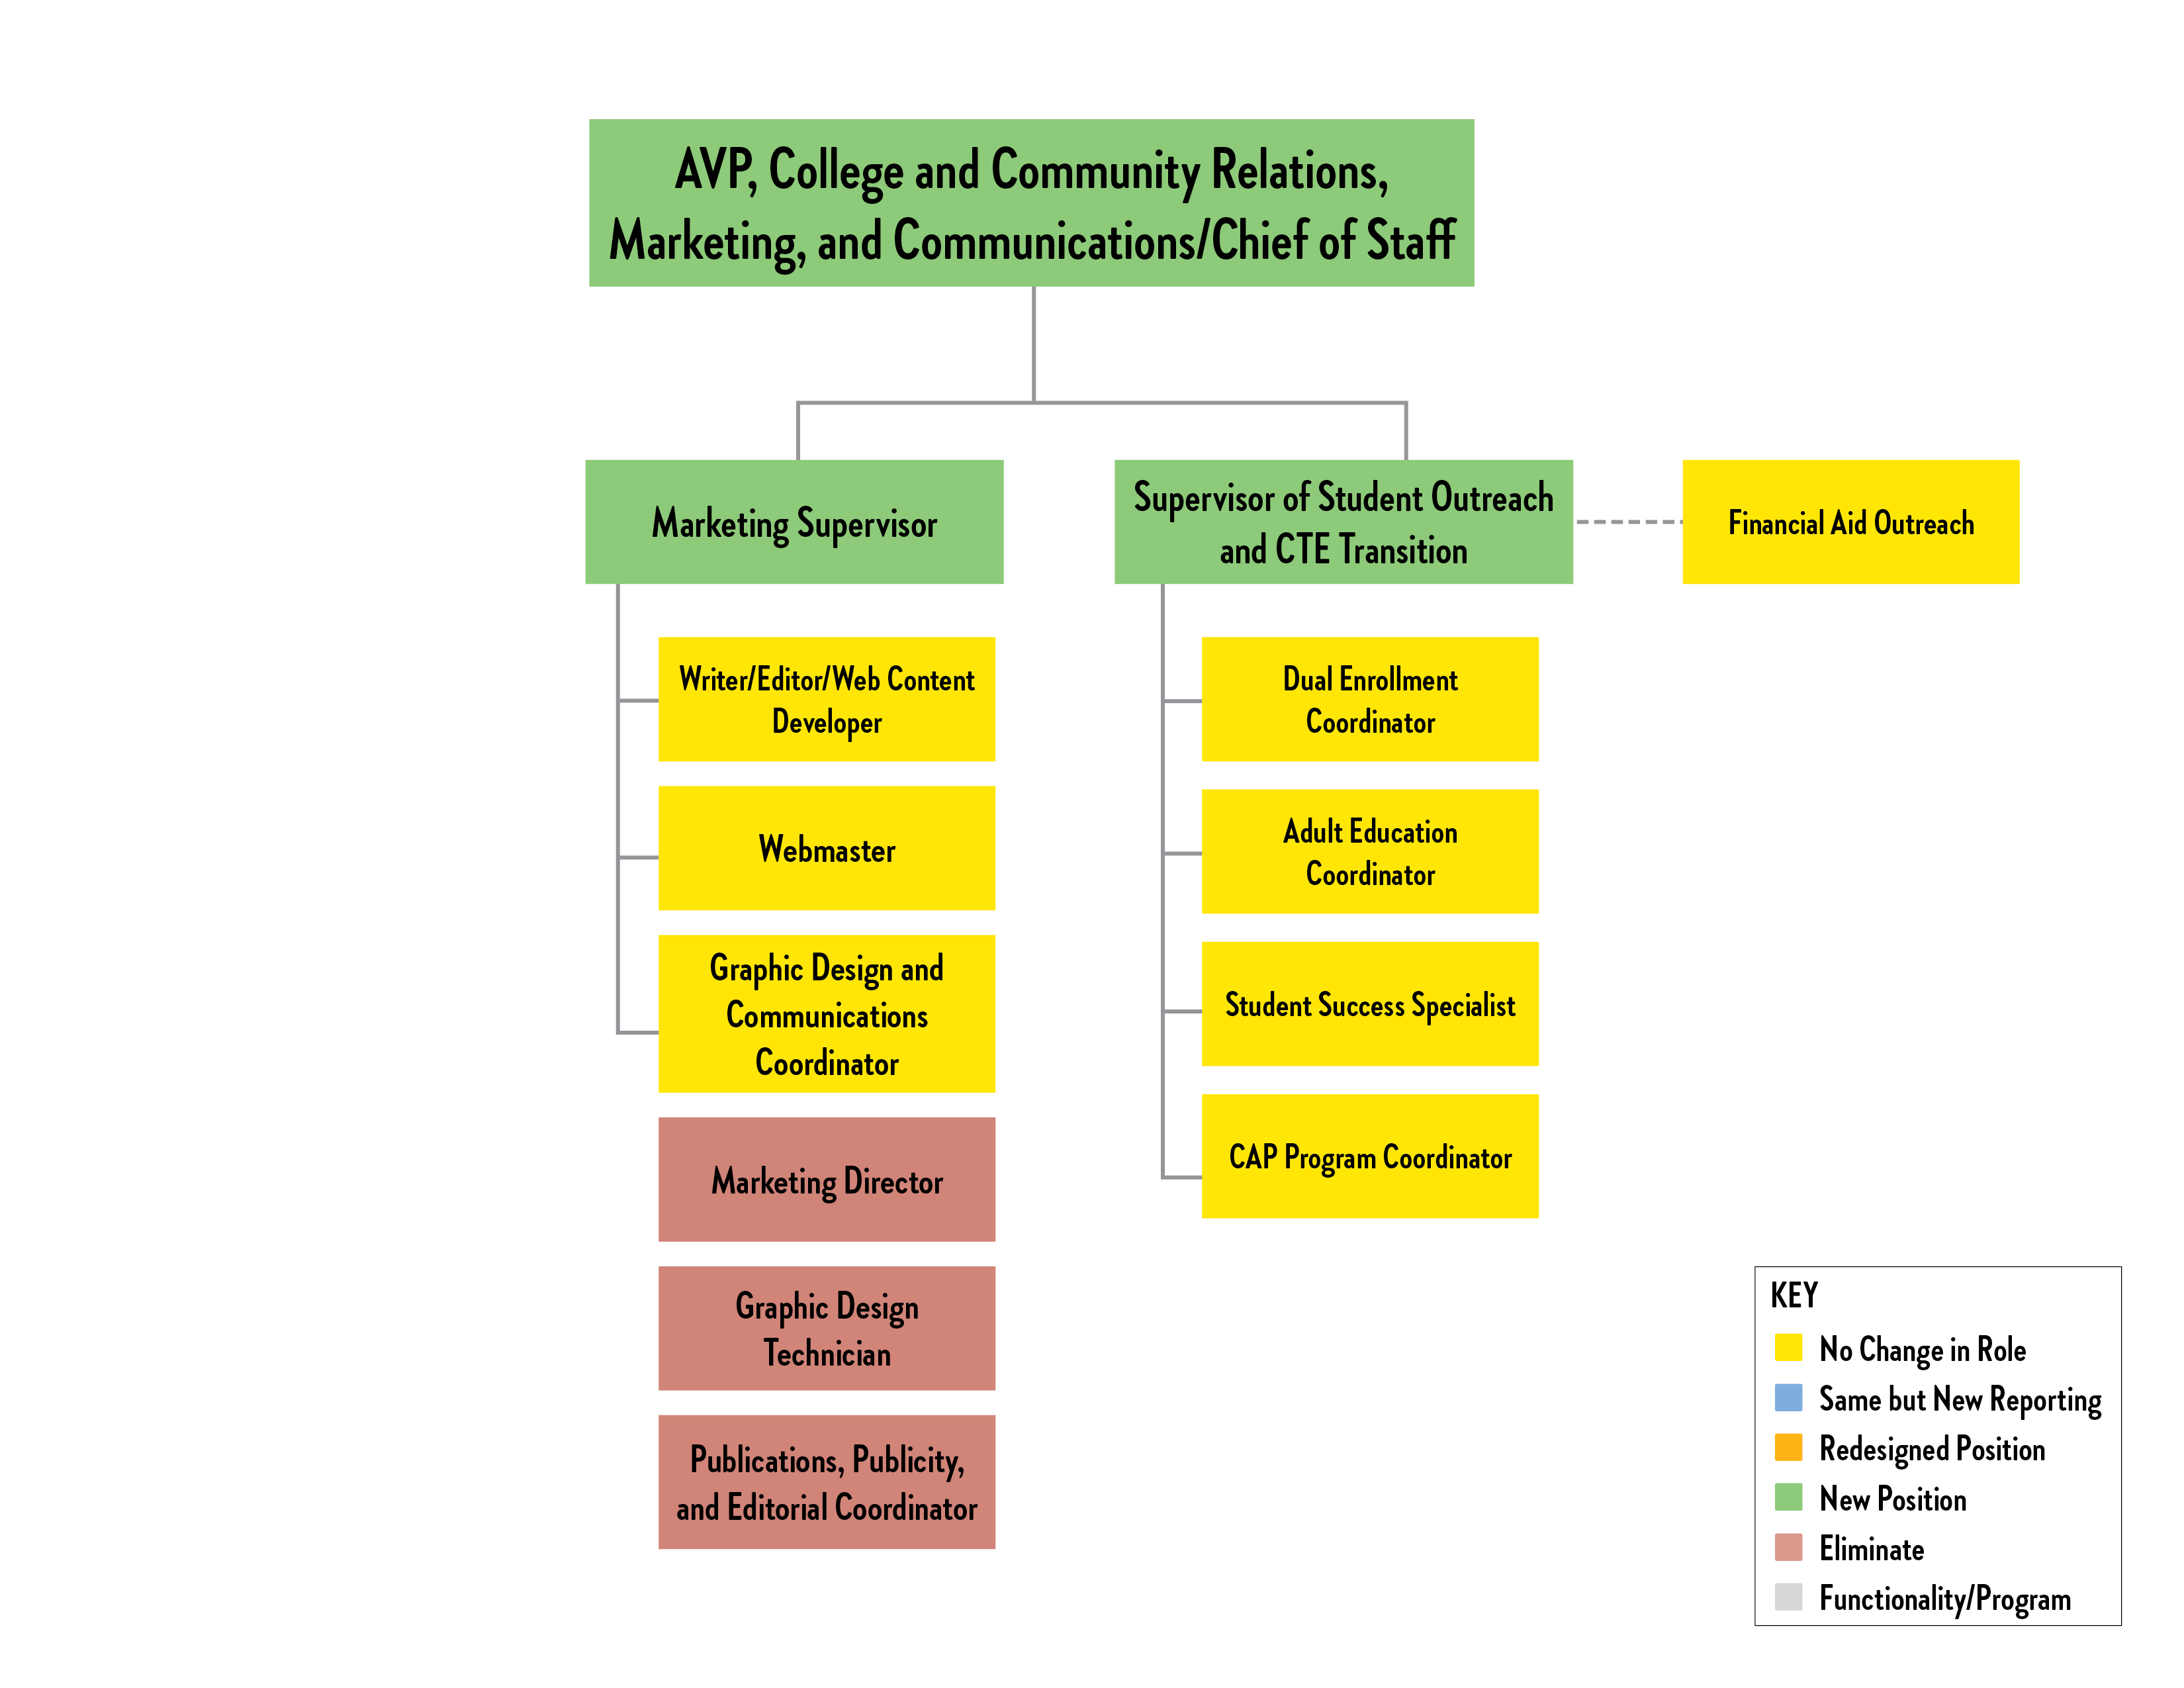 AVP, College and Community Relations,
Marketing, and Communications/Chief of Staff
Marketing Supervisor
Supervisor of Student Outreach
and CTE Transition
Financial Aid Outreach
Writer/Editor/Web Content
Developer
Webmaster
Graphic Design and
Communications
Coordinator
Marketing Director
Graphic Design
Technician
Publications, Publicity,
and Editorial Coordinator
Dual Enrollment
Coordinator
Adult Education
Coordinator
Student Success Specialist
CAP Program Coordinator
KEY
No Change in Role
Same but New Reporting
Redesigned Position
New Position
Eliminate
Functionality/Program